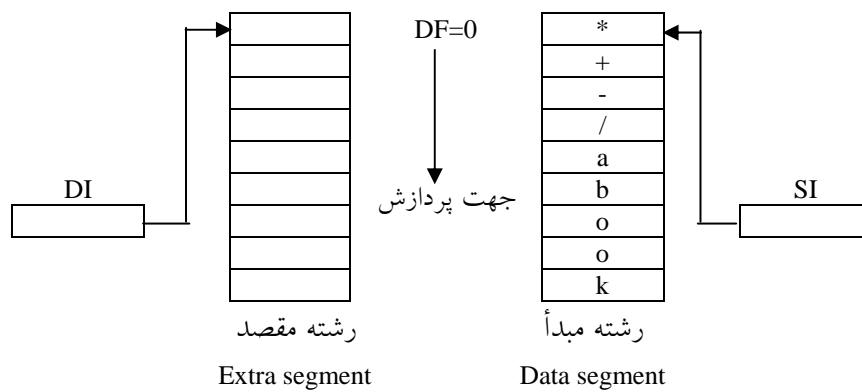 DF=0
*
+
-
/
a
b
o
o
k
DI
جهت پردازش
SI
رشته مقصد
رشته مبدأ
Extra segment
Data segment